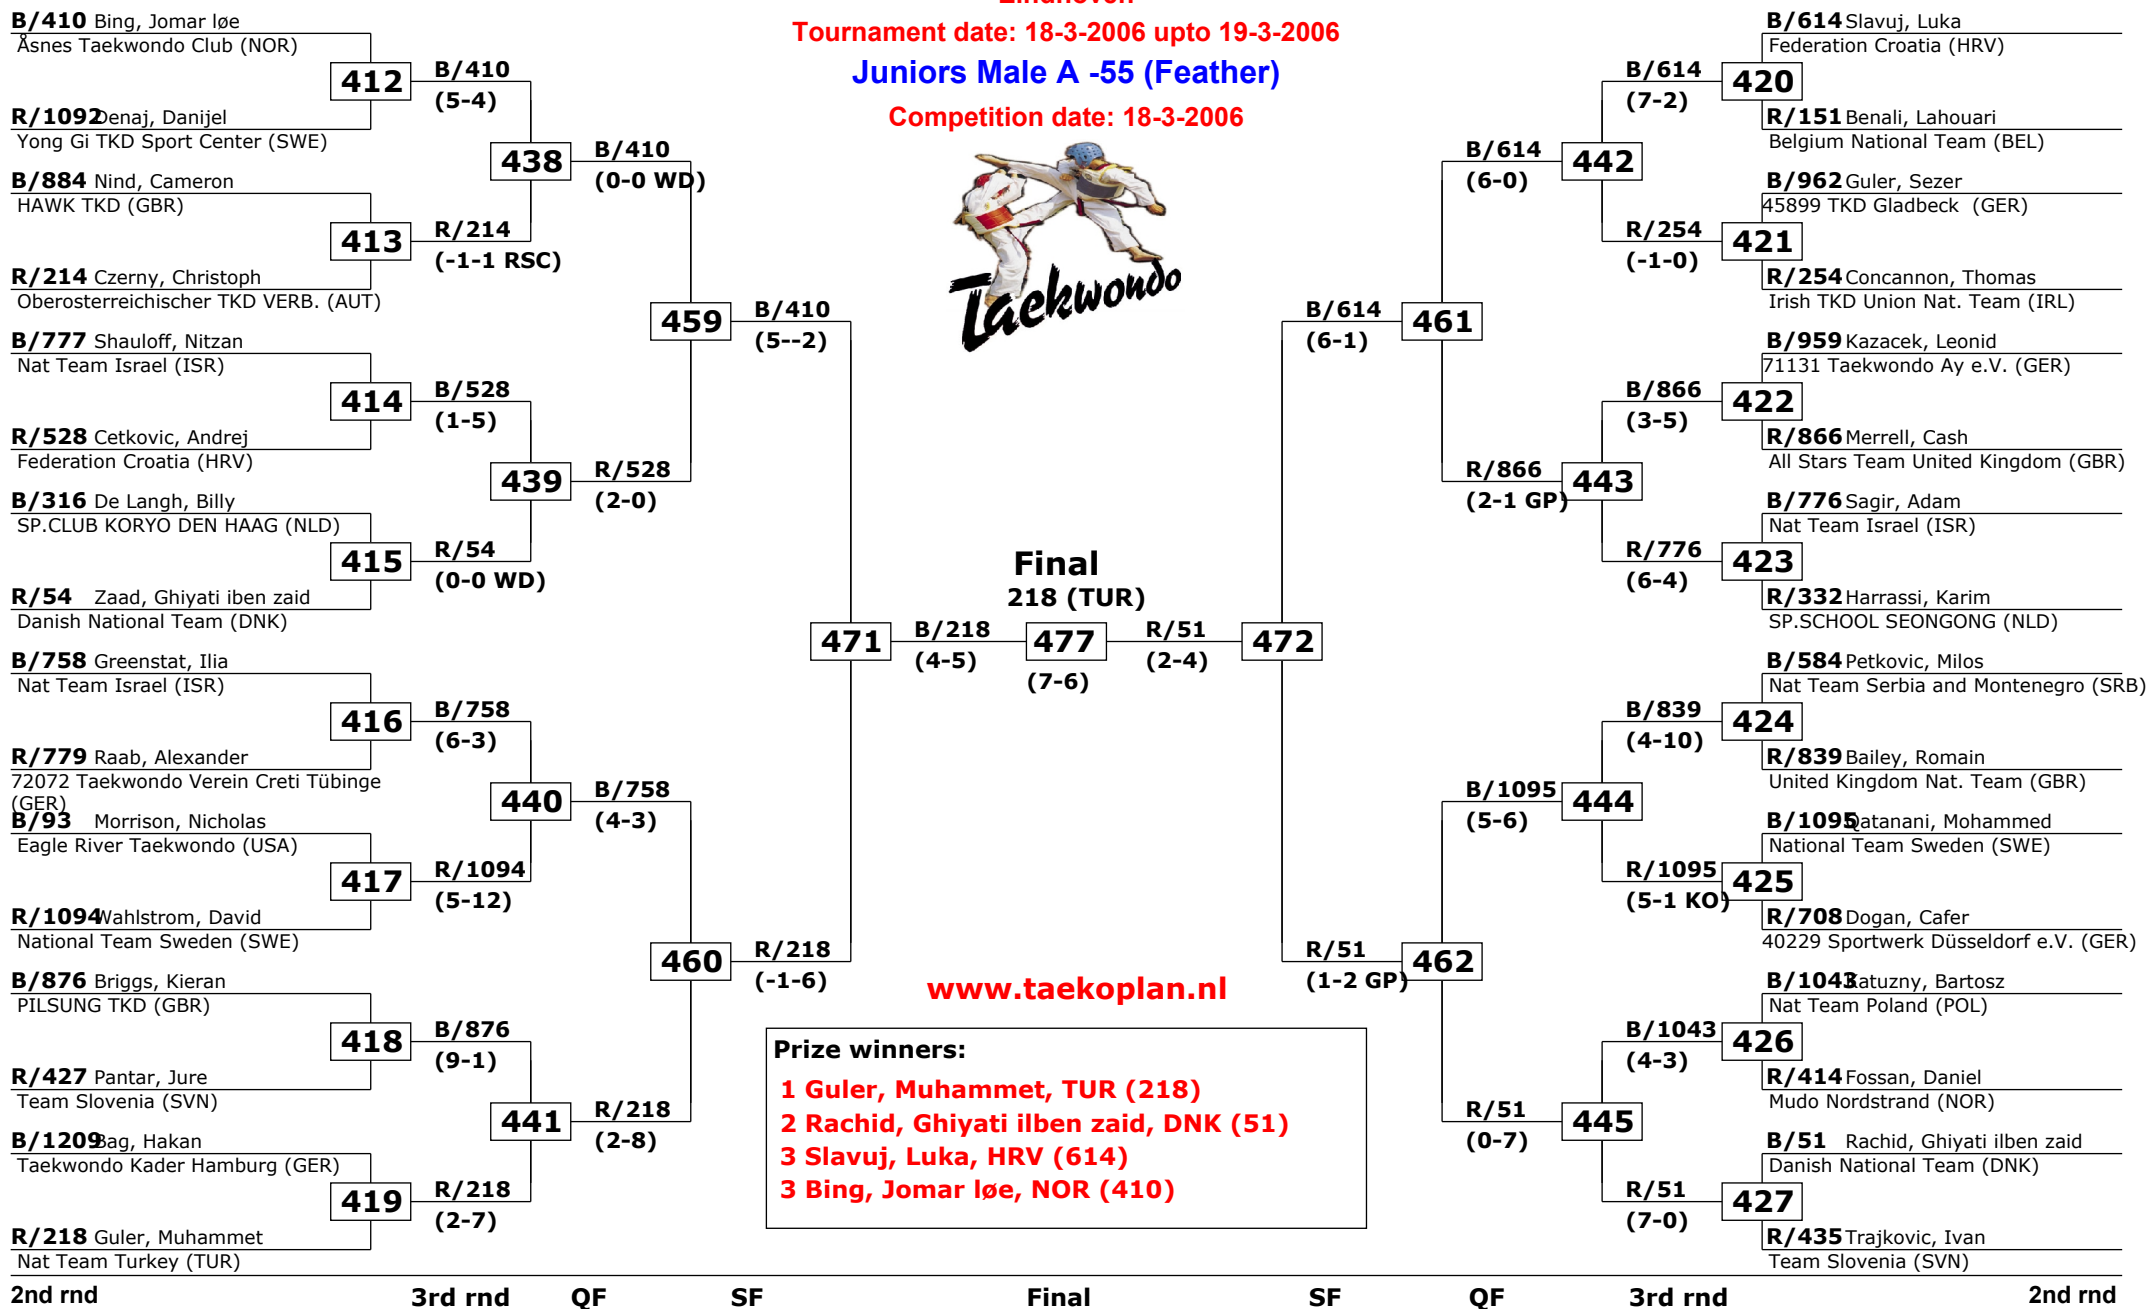 Eindhoven
Tournament date: 18-3-2006 upto 19-3-2006
Juniors Male A -55 (Feather)
Competition date: 18-3-2006
Taekwondo
B/410 Bing, Jomar løe
Åsnes Taekwondo Club (NOR)
412
R/1092 Denaj, Danijel
Yong Gi TKD Sport Center (SWE)
B/884 Nind, Cameron
HAWK TKD (GBR)
413
R/214 Czerny, Christoph
Oberosterreichischer TKD VERB. (AUT)
B/777 Shauloff, Nitzan
Nat Team Israel (ISR)
414
R/528 Cetkovic, Andrej
Federation Croatia (HRV)
B/316 De Langh, Billy
SP.CLUB KORYO DEN HAAG (NLD)
415
R/54 Zaad, Ghiyati iben zaid
Danish National Team (DNK)
B/758 Greenstat, Ilia
Nat Team Israel (ISR)
416
R/779 Raab, Alexander
72072 Taekwondo Verein Creti Tübinge
(GER)
B/93 Morrison, Nicholas
Eagle River Taekwondo (USA)
417
R/1094 Wahlstrom, David
National Team Sweden (SWE)
B/876 Briggs, Kieran
PILSUNG TKD (GBR)
418
R/427 Pantar, Jure
Team Slovenia (SVN)
B/1209 Bag, Hakan
Taekwondo Kader Hamburg (GER)
419
R/218 Guler, Muhammet
Nat Team Turkey (TUR)
B/410
(5-4)
438
R/214
(-1-1 RSC)
B/528
(1-5)
439
R/54
(0-0 WD)
B/758
(6-3)
440
R/1094
(5-12)
B/876
(9-1)
441
R/218
(2-7)
B/410
(0-0 WD)
459
R/528
(2-0)
B/758
(4-3)
460
R/218
(2-8)
B/410
(5--2)
471
R/218
(-1-6)
B/218
(4-5)
Final
218 (TUR)
477
(7-6)
R/51
(2-4)
472
B/614
(6-1)
461
R/51
(1-2 GP)
462
B/614
(6-0)
442
R/866
(2-1 GP)
443
B/1095
(5-6)
444
R/51
(0-7)
445
B/614
(7-2)
R/254
(-1-0)
B/866
(3-5)
R/776
(6-4)
B/839
(4-10)
R/1095
(5-1 KO)
B/1043
(4-3)
R/51
(7-0)
B/614 Slavuj, Luka
Federation Croatia (HRV)
420
R/151 Benali, Lahouari
Belgium National Team (BEL)
B/962 Guler, Sezer
45899 TKD Gladbeck (GER)
421
R/254 Concannon, Thomas
Irish TKD Union Nat. Team (IRL)
B/959 Kazacek, Leonid
71131 Taekwondo Ay e.V. (GER)
422
R/866 Merrell, Cash
All Stars Team United Kingdom (GBR)
B/776 Sagir, Adam
Nat Team Israel (ISR)
423
R/332 Harrassi, Karim
SP.SCHOOL SEONGONG (NLD)
B/584 Petkovic, Milos
Nat Team Serbia and Montenegro (SRB)
424
R/839 Bailey, Romain
United Kingdom Nat. Team (GBR)
B/1095 Qatanani, Mohammed
National Team Sweden (SWE)
425
R/708 Dogan, Cafer
40229 Sportwerk Düsseldorf e.V. (GER)
B/1043 Katuzny, Bartosz
Nat Team Poland (POL)
426
R/414 Fossan, Daniel
Mudo Nordstrand (NOR)
B/51 Rachid, Ghiyati ilben zaid
Danish National Team (DNK)
427
R/435 Trajkovic, Ivan
Team Slovenia (SVN)
www.taekoplan.nl
Prize winners:
1 Guler, Muhammet, TUR (218)
2 Rachid, Ghiyati ilben zaid, DNK (51)
3 Slavuj, Luka, HRV (614)
3 Bing, Jomar løe, NOR (410)
2nd rnd 3rd rnd QF SF Final SF QF 3rd rnd 2nd rnd